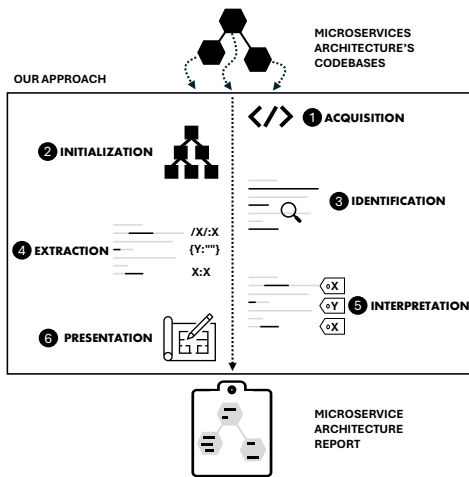 MICROSERVICES
ARCHITECTURE'S
CODEBASES
OUR APPROACH
</> 1 ACQUISITION
2 INITIALIZATION
3 IDENTIFICATION
4 EXTRACTION
/X/:X
{Y:""}
X:X
X
Y
X
5 INTERPRETATION
6 PRESENTATION
MICROSERVICE
ARCHITECTURE
REPORT